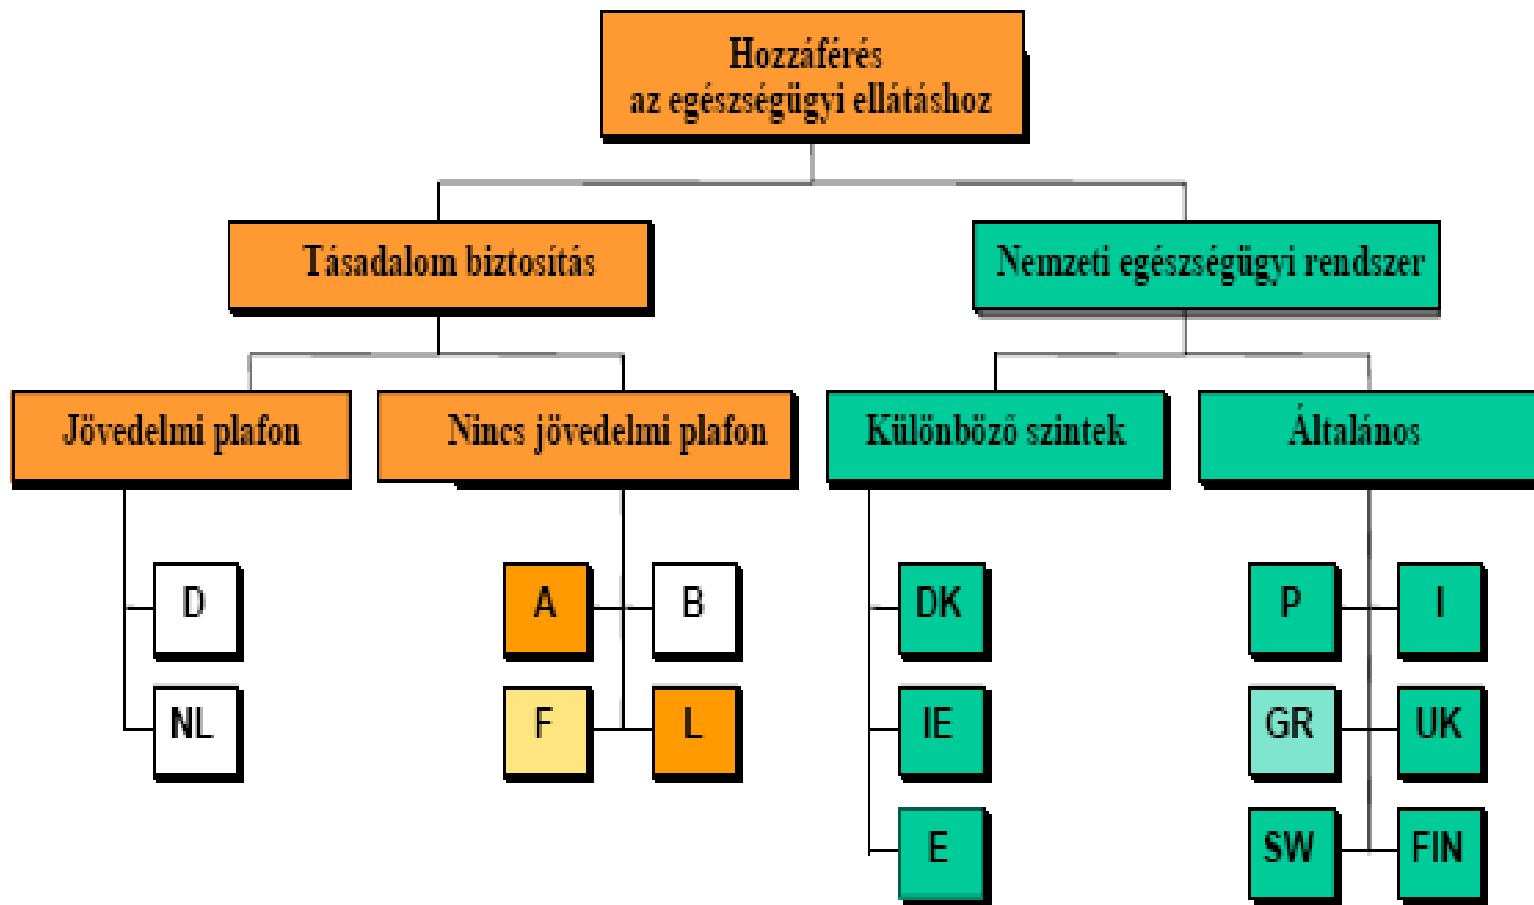 Hozzáférés
az egészségügyi ellátáshoz
Tásadalom biztosítás
Nemzeti egészségügyi rendszer
Jövedelmi plafon
Nincs jövedelmi plafon
Különböző szintek
Általános
D
A
B
DK
P
I
NL
F
L
IE
GR
UK
E
SW
FIN